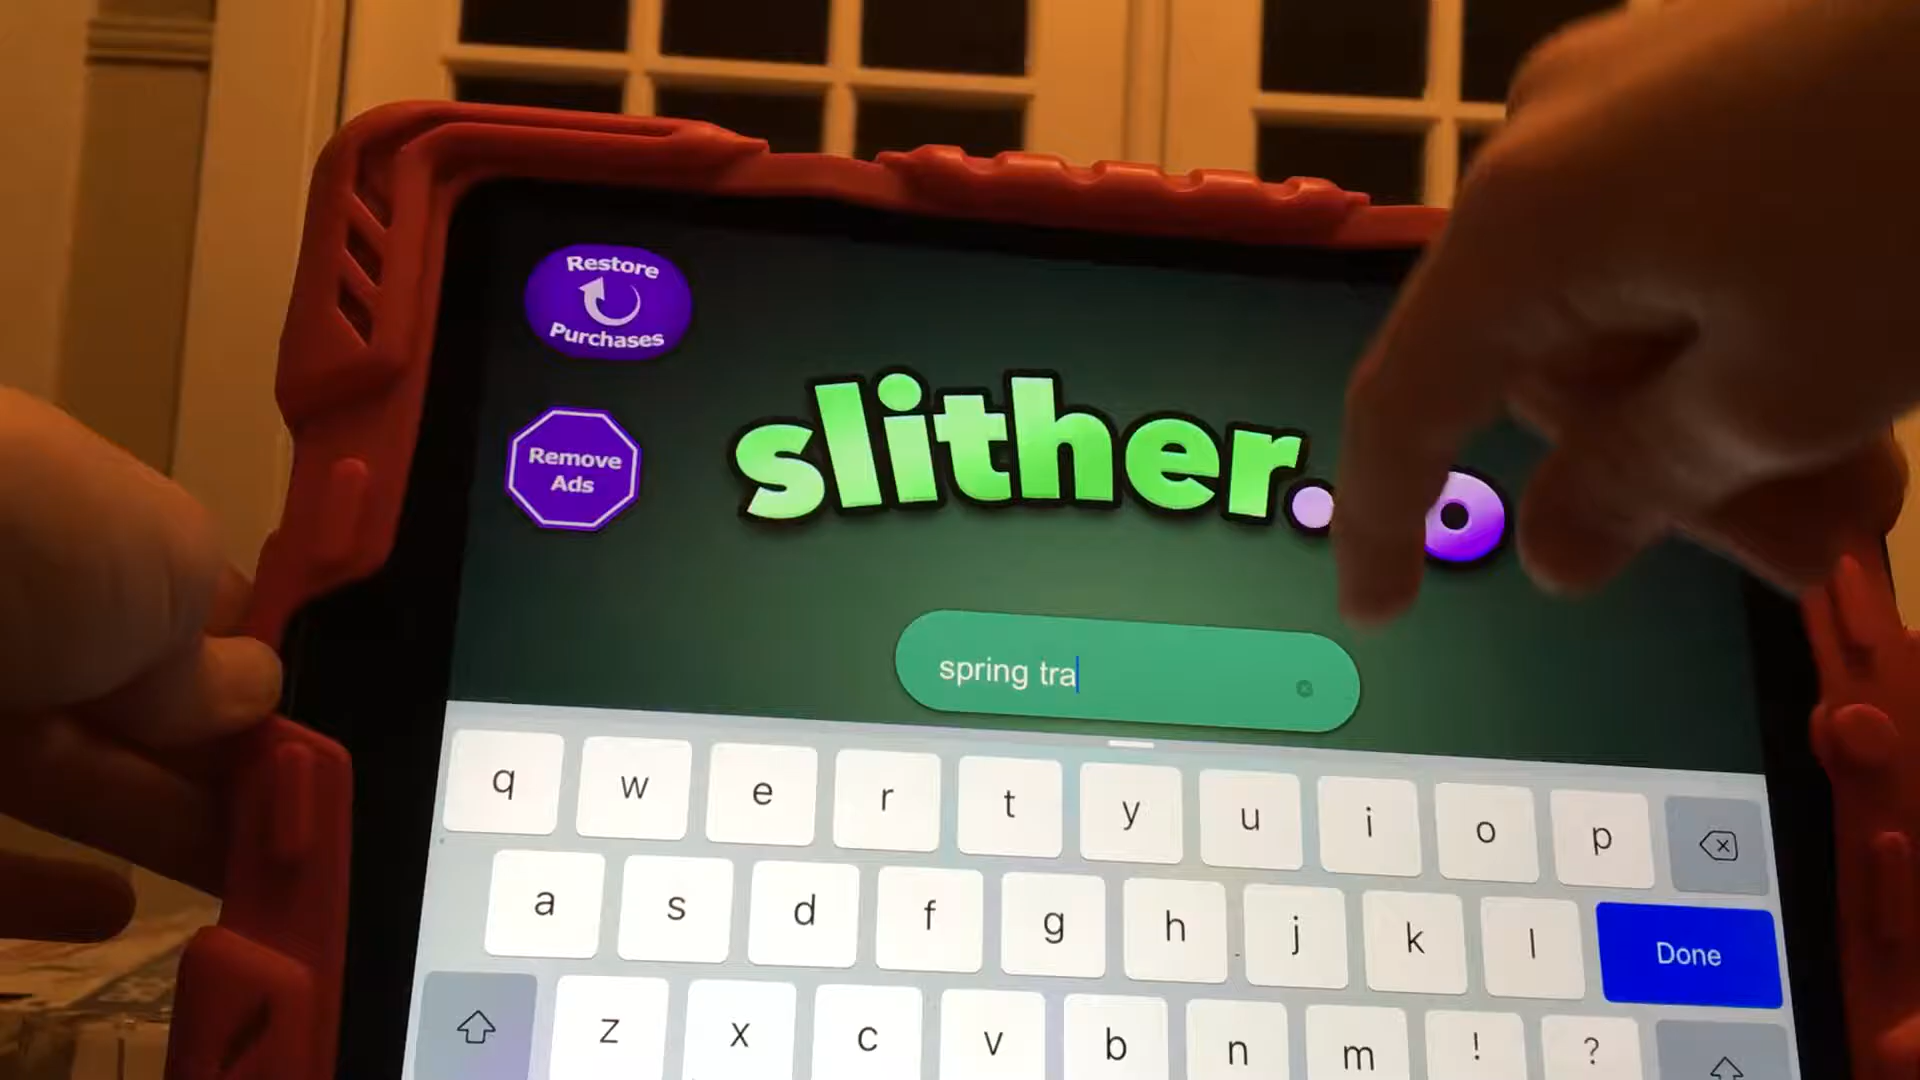 Restore
Purchases
Remove
Ads
slither.
spring tra
q w e r t y u i o p
a s d f g h j k l Done
z x c v b n m ! ?